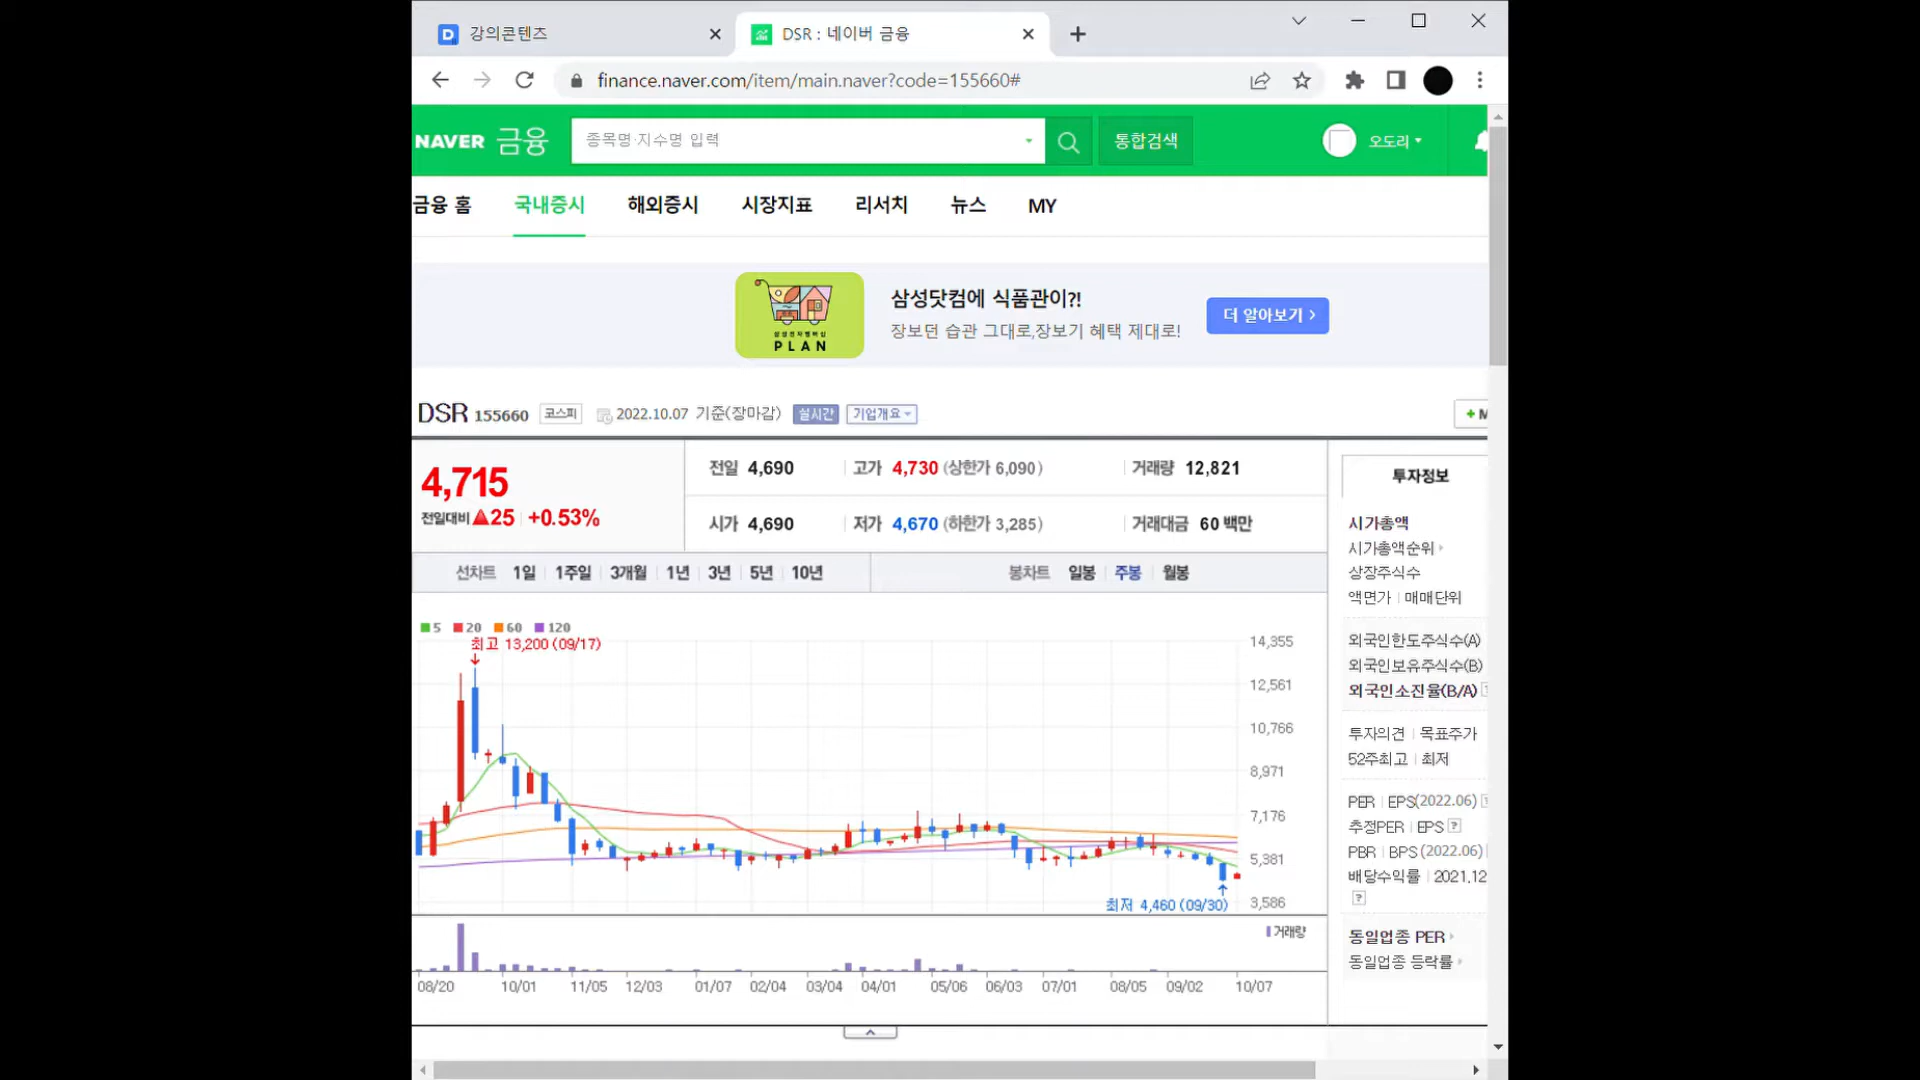 강의콘텐츠
DSR : 네이버 금융
finance.naver.com/item/main.naver?code=155660#
NAVER 금융
종목명·지수명 입력
통합검색
오도리
금융 홈 국내증시 해외증시 시장지표 리서치 뉴스 MY
PLAN
삼성닷컴에 식품관이?!
장보던 습관 그대로,장보기 혜택 제대로!
더 알아보기 >
DSR 155660 코스피 2022.10.07 기준(장마감) 실시간 기업개요
+ M
4,715
전일대비 ▲25 +0.53%
전일 4,690 고가 4,730 (상한가 6,090) 거래량 12,821
시가 4,690 저가 4,670 (하한가 3,285) 거래대금 60 백만
선차트 1일 1주일 3개월 1년 3년 5년 10년 봉차트 일봉 주봉 월봉
5 20 60 120
최고 13,200 (09/17)
14,355
12,561
10,766
8,971
7,176
5,381
3,586
최저 4,460 (09/30)
거래량
08/20 10/01 11/05 12/03 01/07 02/04 03/04 04/01 05/06 06/03 07/01 08/05 09/02 10/07
투자정보
시가총액
시가총액순위
상장주식수
액면가 | 매매단위
외국인한도주식수(A)
외국인보유주식수(B)
외국인소진율(B/A)
투자의견 | 목표주가
52주최고 | 최저
PER | EPS(2022.06)
추정PER | EPS ?
PBR | BPS (2022.06)
배당수익률 | 2021.12
?
동일업종 PER
동일업종 등락률